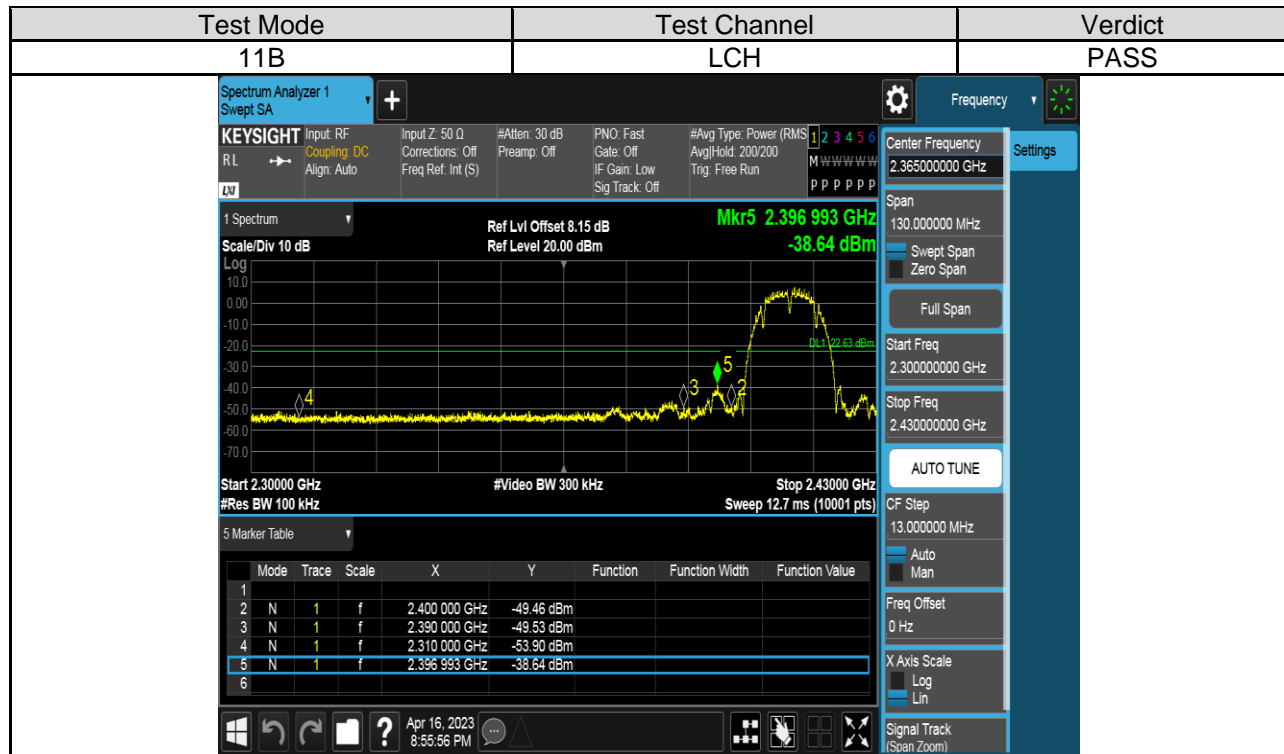 Test Mode Test Channel Verdict
11B LCH PASS
Spectrum Analyzer 1
Swept SA
+
Frequency
KEYSIGHT Input: RF Input Z: 50 Ω #Atten: 30 dB PNO: Fast #Avg Type: Power (RMS 1 2 3 4 5 6
RL Coupling: DC Corrections: Off Preamp: Off Gate: Off Avg|Hold: 200/200 M W W W W W
Align: Auto Freq Ref: Int (S) IF Gain: Low Trig: Free Run
LXI Sig Track: Off P P P P P P
Center Frequency
2.365000000 GHz
Settings
1 Spectrum
Ref Lvl Offset 8.15 dB
Mkr5 2.396 993 GHz
Scale/Div 10 dB Ref Level 20.00 dBm -38.64 dBm
Log
10.0
0.00
-10.0
-20.0
-30.0
-40.0
-50.0
-60.0
-70.0
DL1 -22.63 dBm
5
3
2
4
Start 2.30000 GHz #Video BW 300 kHz Stop 2.43000 GHz
#Res BW 100 kHz Sweep 12.7 ms (10001 pts)
Span
130.000000 MHz
Swept Span
Zero Span
Full Span
Start Freq
2.300000000 GHz
Stop Freq
2.430000000 GHz
AUTO TUNE
CF Step
13.000000 MHz
Auto
Man
Freq Offset
0 Hz
X Axis Scale
Log
Lin
Signal Track
(Span Zoom)
5 Marker Table
Mode Trace Scale X Y Function Function Width Function Value
1
2 N 1 f 2.400 000 GHz -49.46 dBm
3 N 1 f 2.390 000 GHz -49.53 dBm
4 N 1 f 2.310 000 GHz -53.90 dBm
5 N 1 f 2.396 993 GHz -38.64 dBm
6
?
Apr 16, 2023
8:55:56 PM